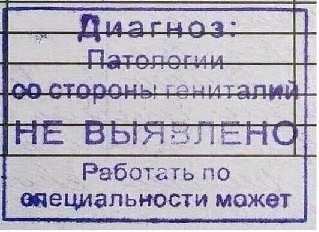 Диагноз:
Патологии
со стороны гениталий
НЕ ВЫЯВЛЕНО
Работать по
специальности может